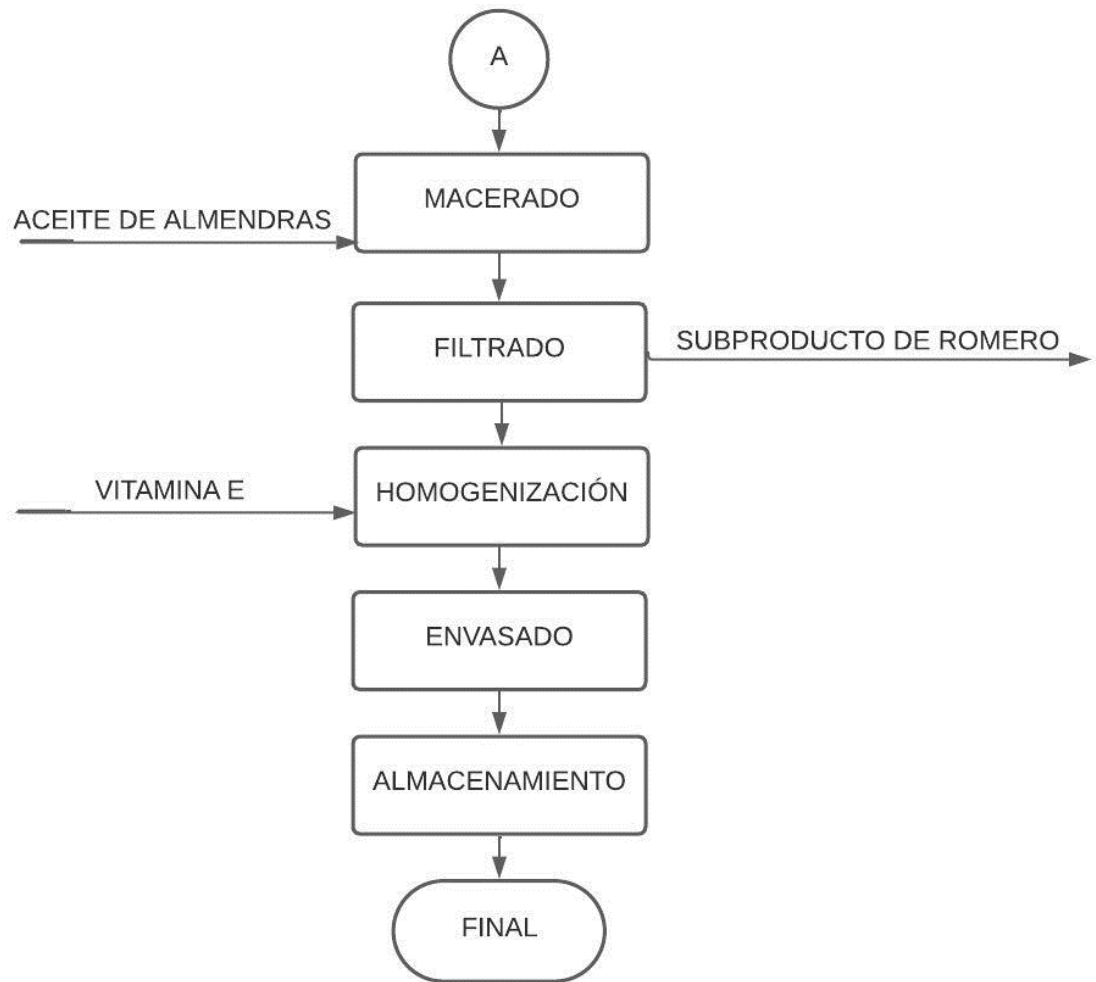 A
MACERADO
ACEITE DE ALMENDRAS
FILTRADO
SUBPRODUCTO DE ROMERO
VITAMINA E
HOMOGENIZACIÓN
ENVASADO
ALMACENAMIENTO
FINAL